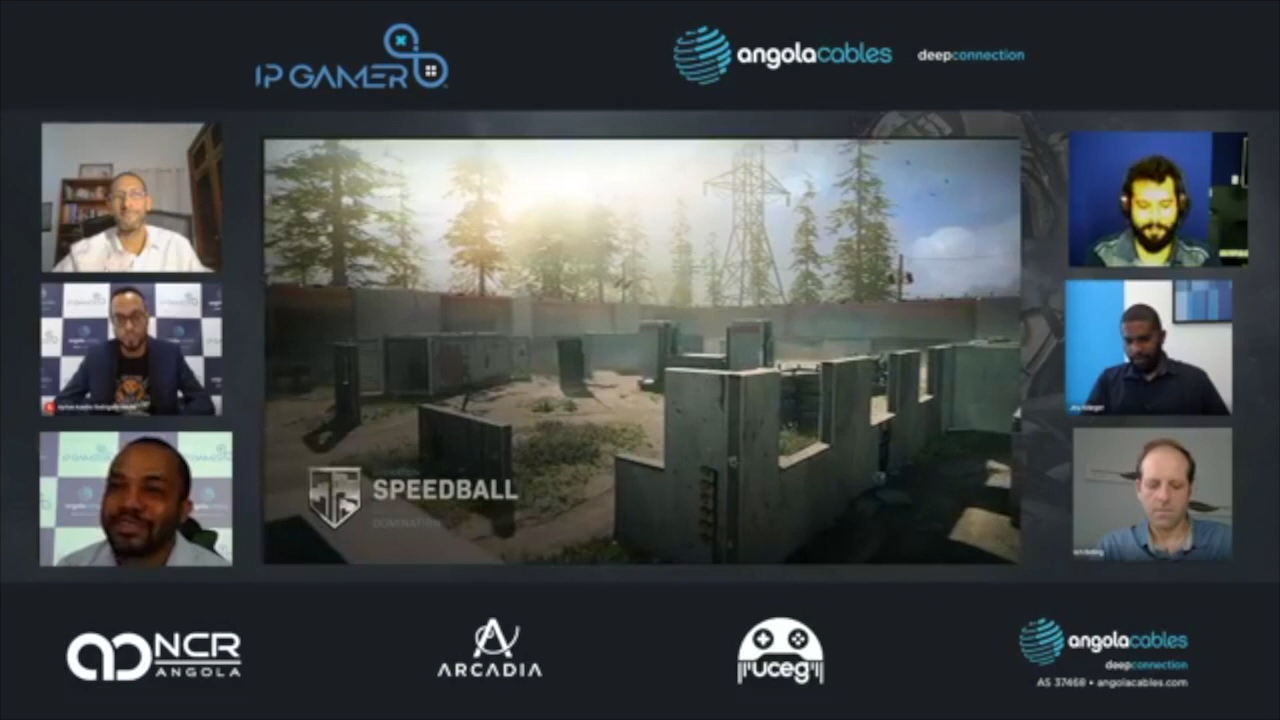 IP GAMER
angolacables
deepconnection
SPEEDBALL
DOMINATION
NCR
ANGOLA
ARCADIA
uceg
angolacables
deepconnection
AS 37468 • angolacables.com